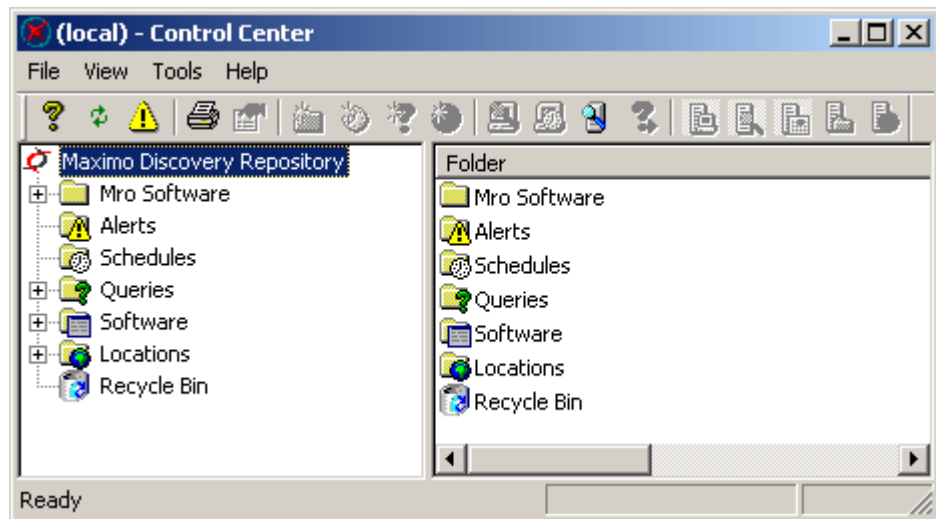 (local) - Control Center
File View Tools Help
Maximo Discovery Repository
Mro Software
Alerts
Schedules
Queries
Software
Locations
Recycle Bin
Folder
Mro Software
Alerts
Schedules
Queries
Software
Locations
Recycle Bin
Ready